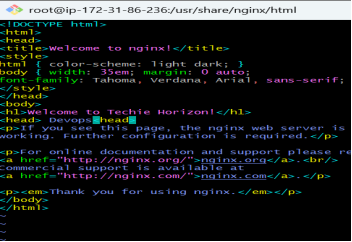 root@ip-172-31-86-236:/usr/share/nginx/html
<!DOCTYPE html>
<html>
<head>
<title>Welcome to nginx!</title>
<style>
html { color-scheme: light dark; }
body { width: 35em; margin: 0 auto;
font-family: Tahoma, Verdana, Arial, sans-serif;
</style>
</head>
<body>
<h1>Welcome to Techie Horizon!</h1>
<head> Devops<head>
<p>If you see this page, the nginx web server is
working. Further configuration is required.</p>
<p>For online documentation and support please re
<a href="http://nginx.org/">nginx.org</a>.<br/>
Commercial support is available at
<a href="http://nginx.com/">nginx.com</a>.</p>
<p><em>Thank you for using nginx.</em></p>
</body>
</html>
~
~